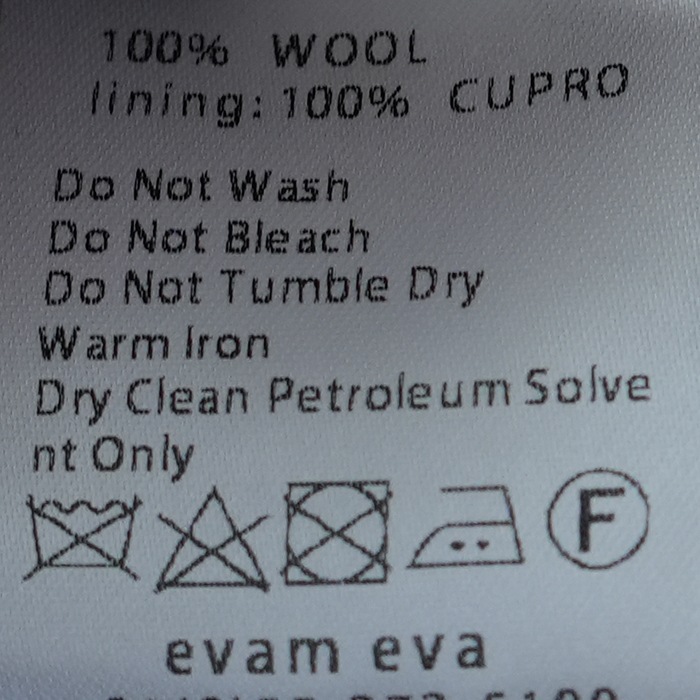 100% WOOL
lining: 100% CUPRO
Do Not Wash
Do Not Bleach
Do Not Tumble Dry
Warm Iron
Dry Clean Petroleum Solve
nt Only
F
evam eva